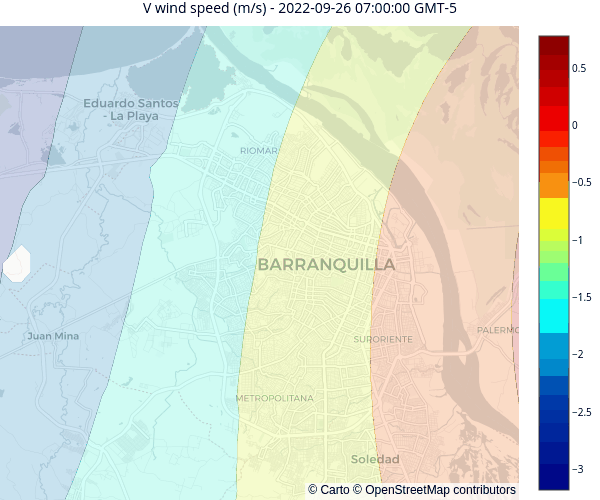 V wind speed (m/s) - 2022-09-26 07:00:00 GMT-5
Eduardo Santos
- La Playa
RIOMAR
BARRANQUILLA
Juan Mina
SURORIENTE
PALERMO
METROPOLITANA
Soledad
© Carto © OpenStreetMap contributors
0.5
0
−0.5
−1
−1.5
−2
−2.5
−3